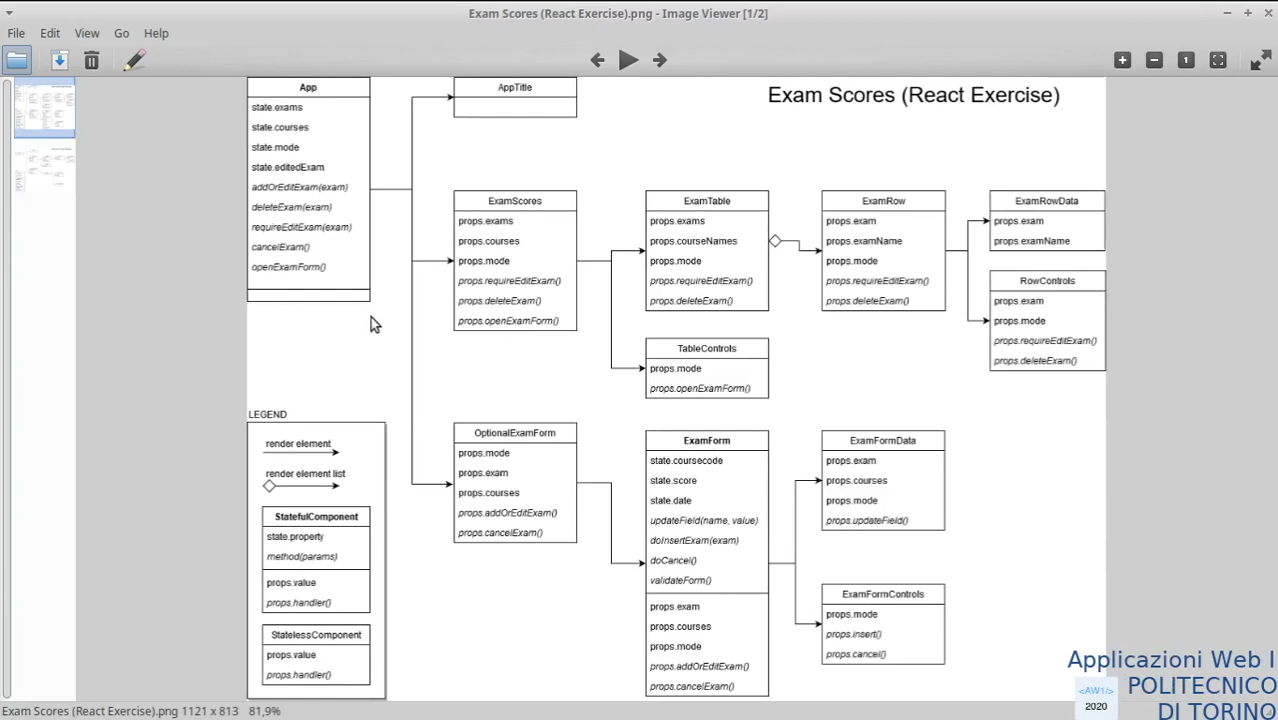 Exam Scores (React Exercise).png - Image Viewer [1/2]
File Edit View Go Help
Exam Scores (React Exercise)
App
state.exams
state.courses
state.mode
state.editedExam
addOrEditExam(exam)
deleteExam(exam)
requireEditExam(exam)
cancelExam()
openExamForm()
AppTitle
ExamScores
props.exams
props.courses
props.mode
props.requireEditExam()
props.deleteExam()
props.openExamForm()
ExamTable
props.exams
props.courseNames
props.mode
props.requireEditExam()
props.deleteExam()
ExamRow
props.exam
props.examName
props.mode
props.requireEditExam()
props.deleteExam()
ExamRowData
props.exam
props.examName
RowControls
props.exam
props.mode
props.requireEditExam()
props.deleteExam()
TableControls
props.mode
props.openExamForm()
OptionalExamForm
props.mode
props.exam
props.courses
props.addOrEditExam()
props.cancelExam()
ExamForm
state.coursecode
state.score
state.date
updateField(name, value)
doInsertExam(exam)
doCancel()
validateForm()
props.exam
props.courses
props.mode
props.addOrEditExam()
props.cancelExam()
ExamFormData
props.exam
props.courses
props.mode
props.updateField()
ExamFormControls
props.mode
props.insert()
props.cancel()
LEGEND
render element
render element list
StatefulComponent
state.property
method(params)
props.value
props.handler()
StatelessComponent
props.value
props.handler()
Applicazioni Web I
POLITECNICO
DI TORINO
<AW1/>
2020
Exam Scores (React Exercise).png 1121 x 813 81,9%